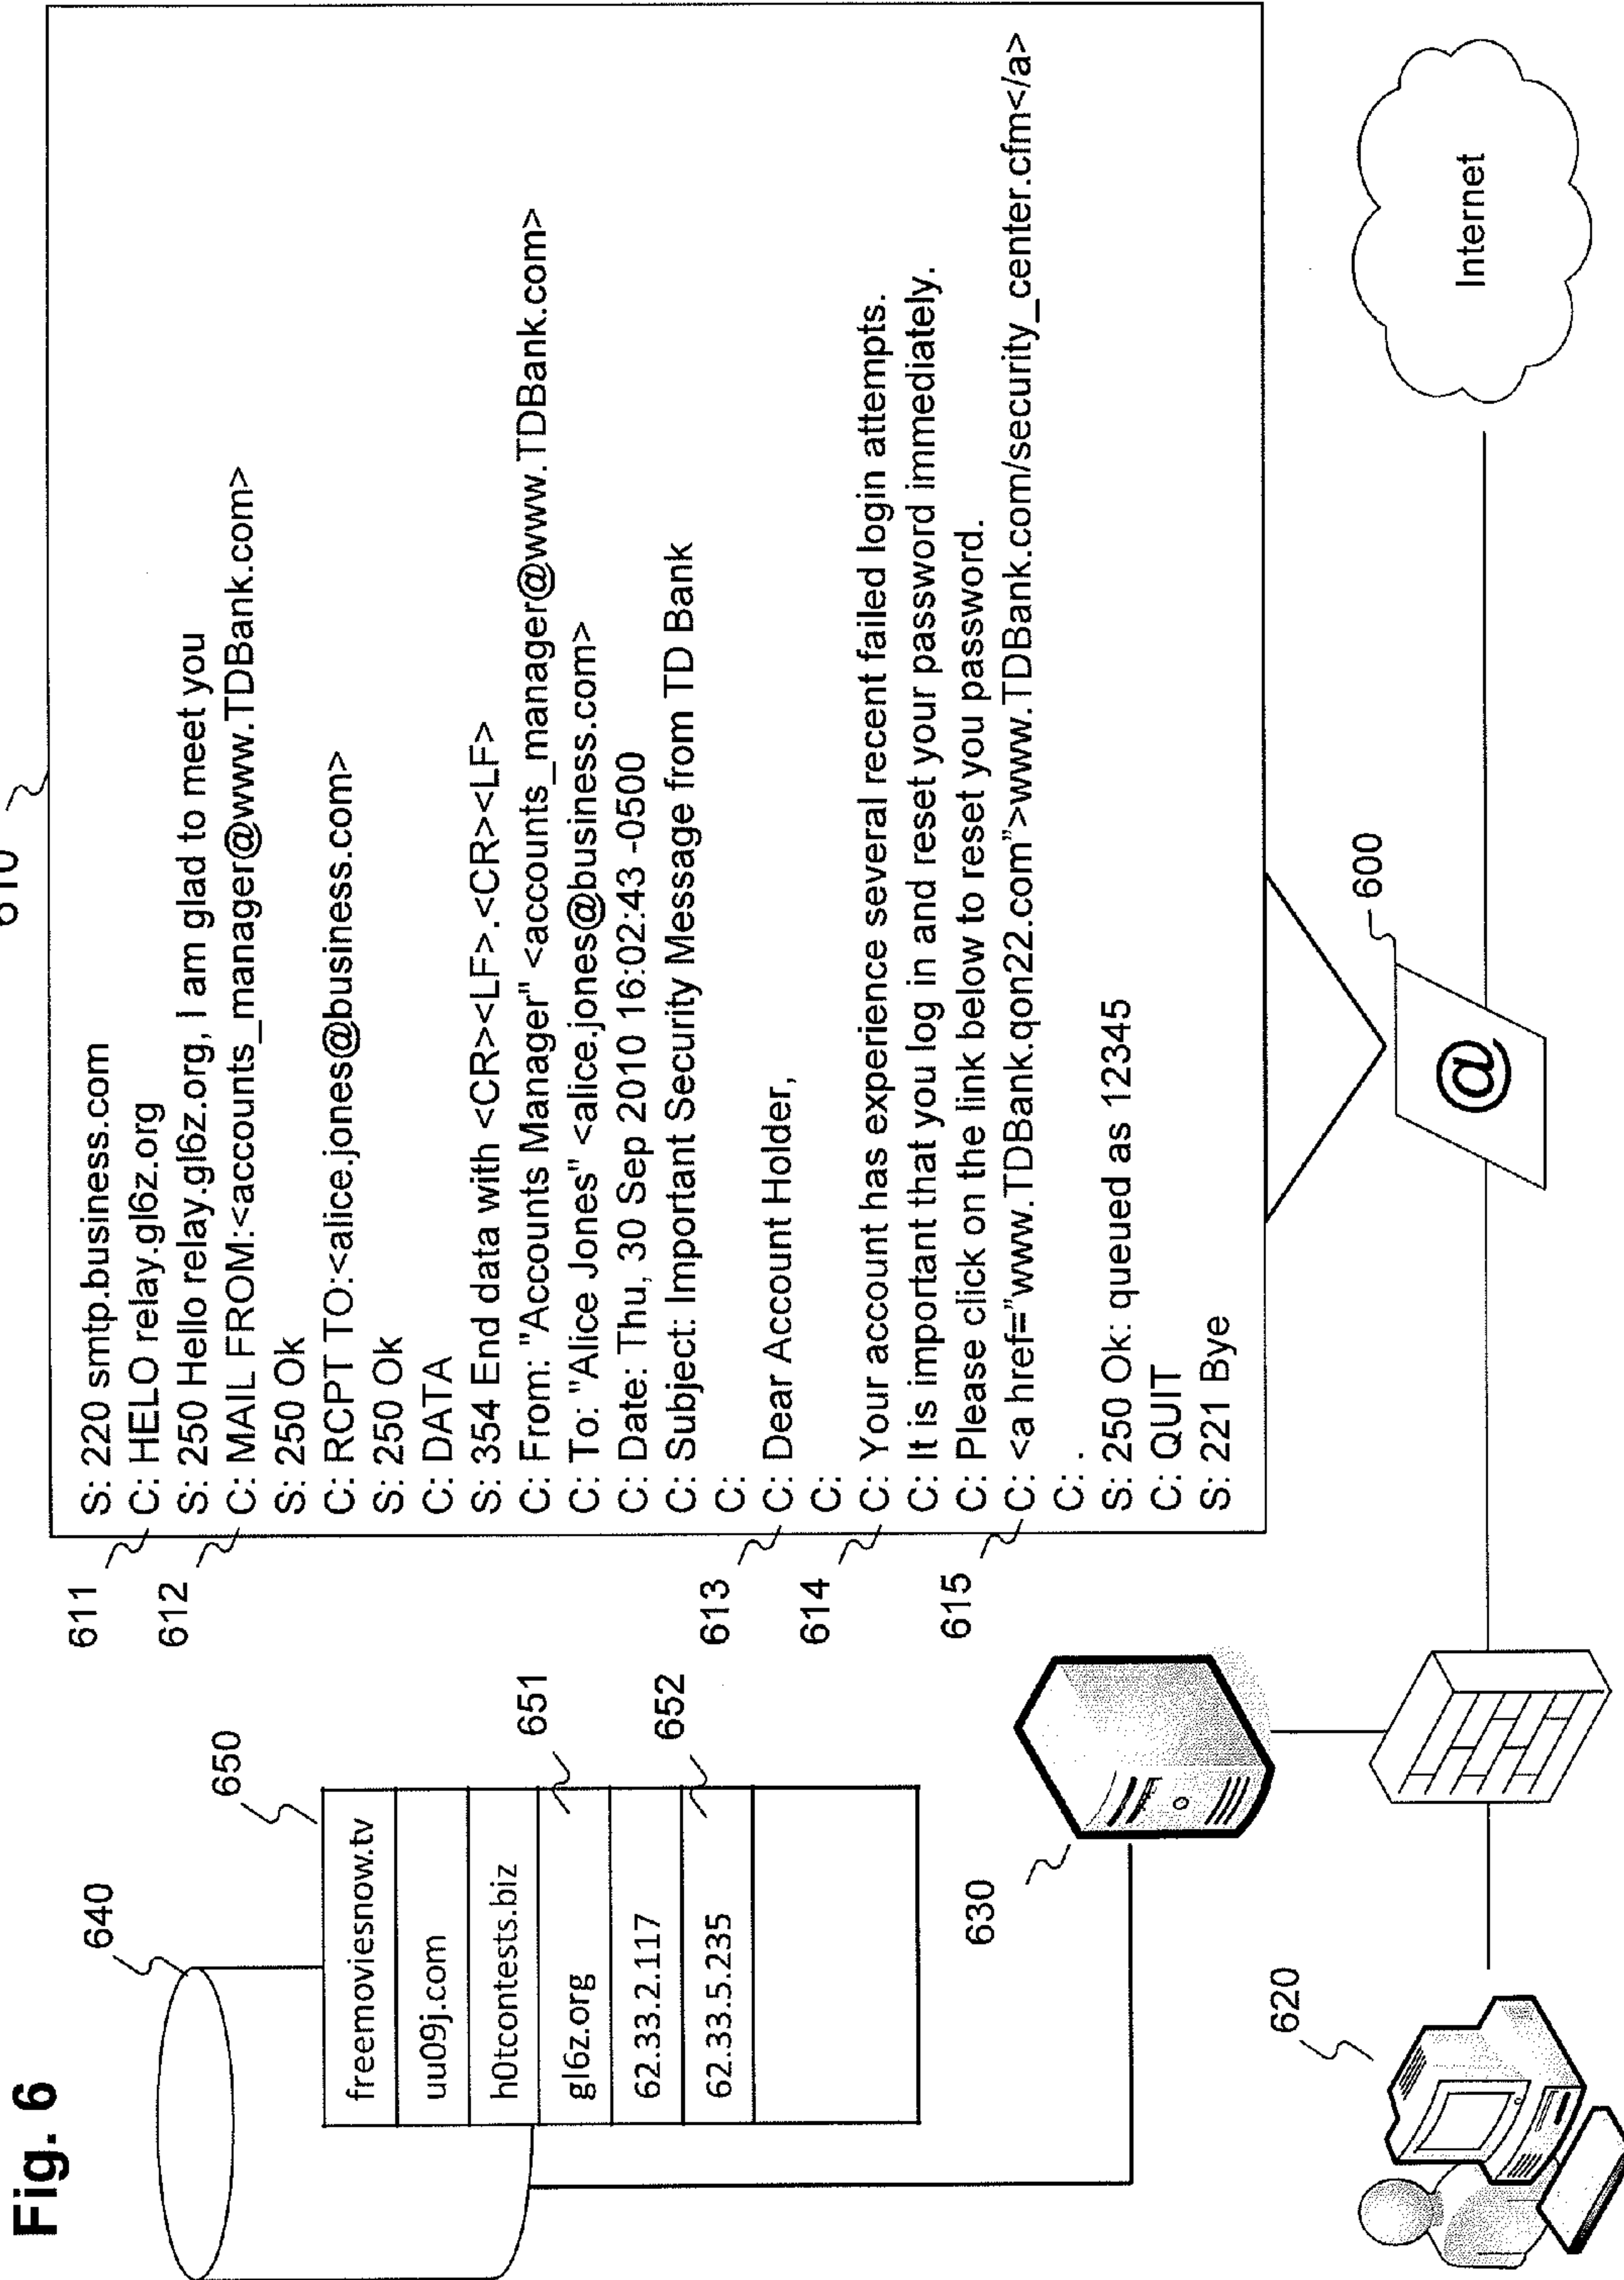 Fig. 6
610
S: 220 smtp.business.com
C: HELO relay.gl6z.org
S: 250 Hello relay.gl6z.org, I am glad to meet you
C: MAIL FROM:<accounts_manager@www.TDBank.com>
S: 250 Ok
C: RCPT TO:<alice.jones@business.com>
S: 250 Ok
C: DATA
S: 354 End data with <CR><LF>.<CR><LF>
C: From: "Accounts Manager" <accounts_manager@www.TDBank.com>
C: To: "Alice Jones" <alice.jones@business.com>
C: Date: Thu, 30 Sep 2010 16:02:43 -0500
C: Subject: Important Security Message from TD Bank
C:
C: Dear Account Holder,
C:
C: Your account has experience several recent failed login attempts.
C: It is important that you log in and reset your password immediately.
C: Please click on the link below to reset you password.
C: <a href="www.TDBank.qon22.com">www.TDBank.com/security_center.cfm</a>
C: .
S: 250 Ok: queued as 12345
C: QUIT
S: 221 Bye
611
612
613
614
615
640
650
freemoviesnow.tv
uu09j.com
h0tcontests.biz
gl6z.org
62.33.2.117
62.33.5.235
651
652
630
620
600
@
Internet